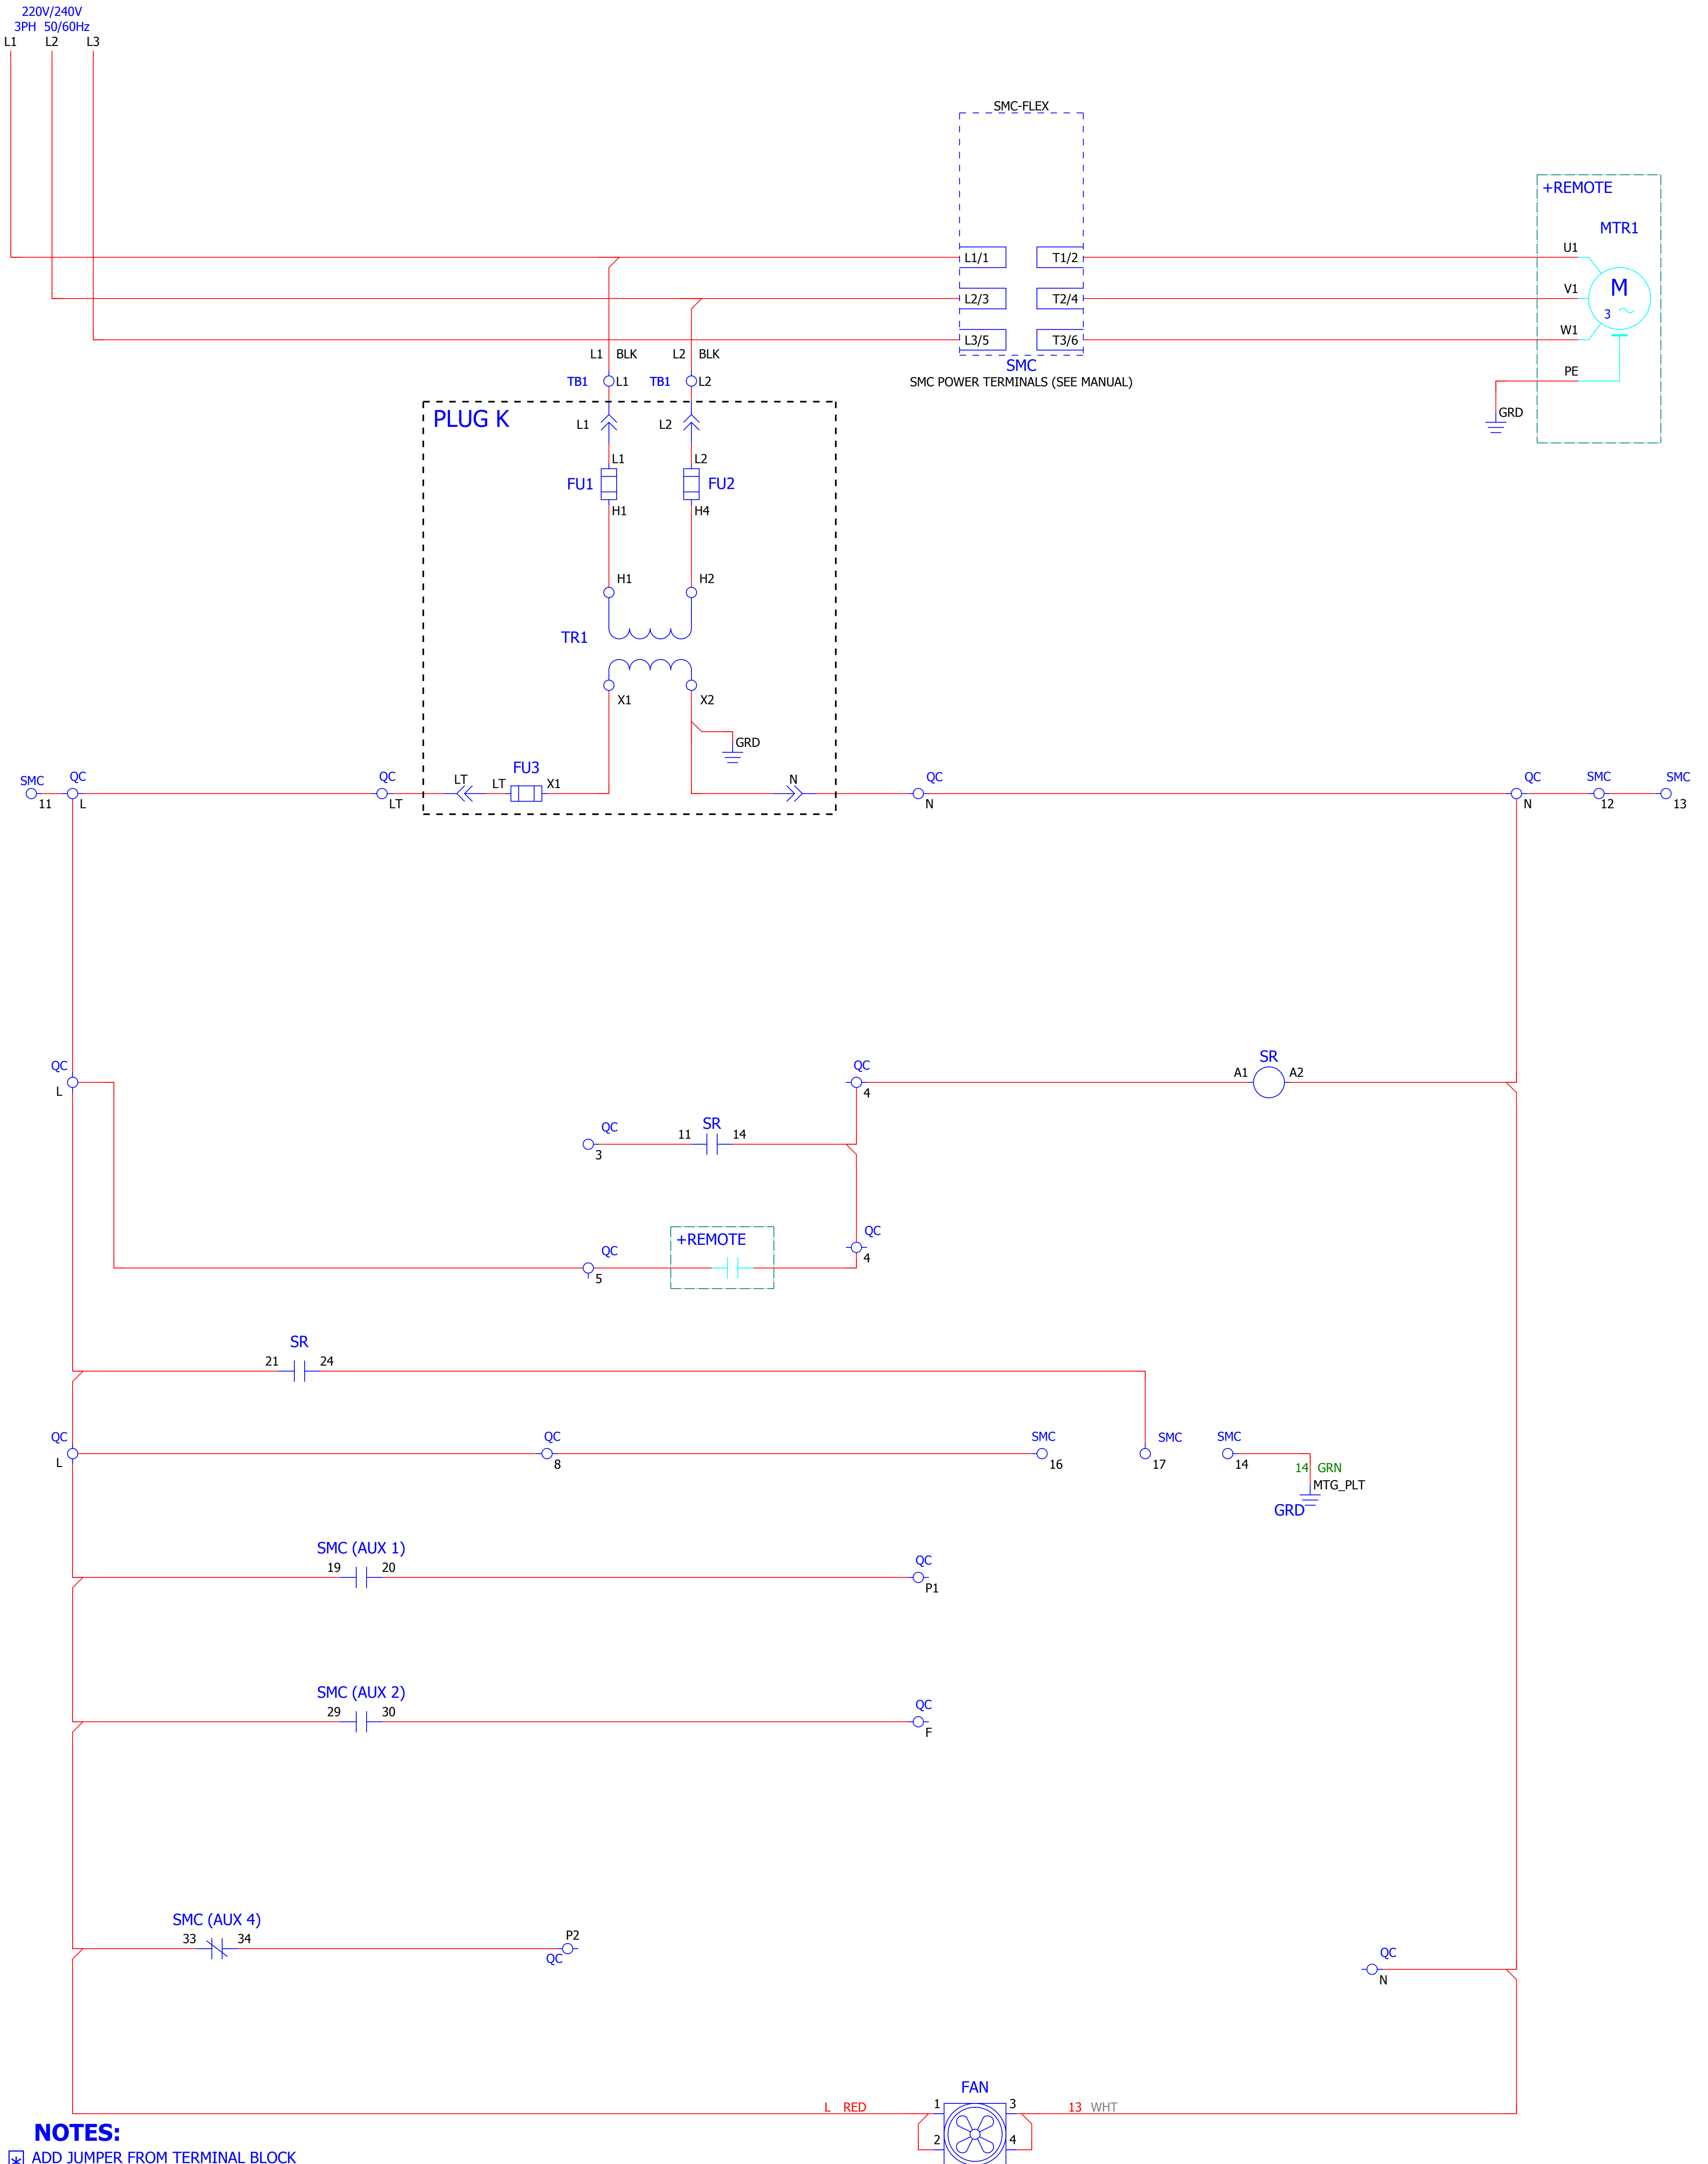 220V/240V
3PH 50/60Hz
L1 L2 L3
SMC-FLEX
+REMOTE
MTR1
U1
L1/1 T1/2
V1
M
3
L2/3 T2/4
W1
L3/5 T3/6
L1 BLK L2 BLK
SMC
PE
TB1 L1 TB1 L2
SMC POWER TERMINALS (SEE MANUAL)
GRD
PLUG K
L1 L2
L1 L2
FU1 FU2
H1 H4
H1 H2
TR1
X1 X2
GRD
FU3
SMC QC QC LT LT X1 N QC QC SMC SMC
11 L LT N N 12 13
QC QC SR
L 4 A1 A2
QC SR
11 14
3
QC +REMOTE QC
5 4
SR
21 24
QC QC SMC SMC SMC
L 8 16 17 14
14 GRN
MTG_PLT
GRD
SMC (AUX 1)
19 20 QC
P1
SMC (AUX 2)
29 30 QC
F
SMC (AUX 4)
33 34 P2
QC QC
N
FAN
L RED 1 3 13 WHT
2 4
NOTES:
* ADD JUMPER FROM TERMINAL BLOCK